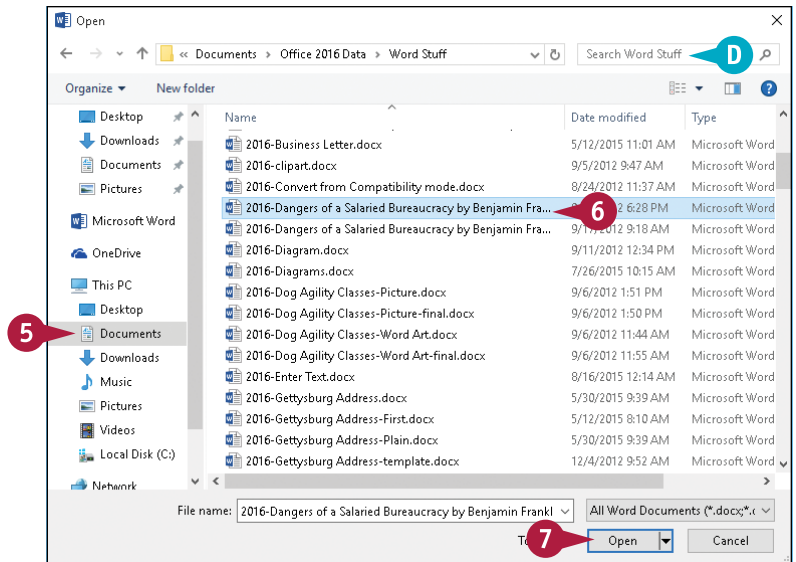 Open
« Documents > Office 2016 Data > Word Stuff
Search Word Stuff
D
Organize
New folder
Desktop
Downloads
Documents
Pictures
Microsoft Word
OneDrive
This PC
Desktop
5
Documents
Downloads
Music
Pictures
Videos
Local Disk (C:)
Network
Name Date modified Type
2016-Business Letter.docx 5/12/2015 11:01 AM Microsoft Word
2016-clipart.docx 9/5/2012 9:47 AM Microsoft Word
2016-Convert from Compatibility mode.docx 8/24/2012 11:37 AM Microsoft Word
2016-Dangers of a Salaried Bureaucracy by Benjamin Fra... 6 6:28 PM Microsoft Word
2016-Dangers of a Salaried Bureaucracy by Benjamin Fra... 9/17/2012 9:18 AM Microsoft Word
2016-Diagram.docx 9/11/2012 12:34 PM Microsoft Word
2016-Diagrams.docx 7/26/2015 10:15 AM Microsoft Word
2016-Dog Agility Classes-Picture.docx 9/6/2012 1:51 PM Microsoft Word
2016-Dog Agility Classes-Picture-final.docx 9/6/2012 1:50 PM Microsoft Word
2016-Dog Agility Classes-Word Art.docx 9/6/2012 11:44 AM Microsoft Word
2016-Dog Agility Classes-Word Art-final.docx 9/6/2012 11:55 AM Microsoft Word
2016-Enter Text.docx 8/16/2015 12:14 AM Microsoft Word
2016-Gettysburg Address.docx 5/30/2015 9:39 AM Microsoft Word
2016-Gettysburg Address-First.docx 5/12/2015 8:10 AM Microsoft Word
2016-Gettysburg Address-Plain.docx 5/30/2015 9:39 AM Microsoft Word
2016-Gettysburg Address-template.docx 12/4/2012 9:52 AM Microsoft Word
File name: 2016-Dangers of a Salaried Bureaucracy by Benjamin Frankl
All Word Documents (*.docx;*.
7
Open
Cancel